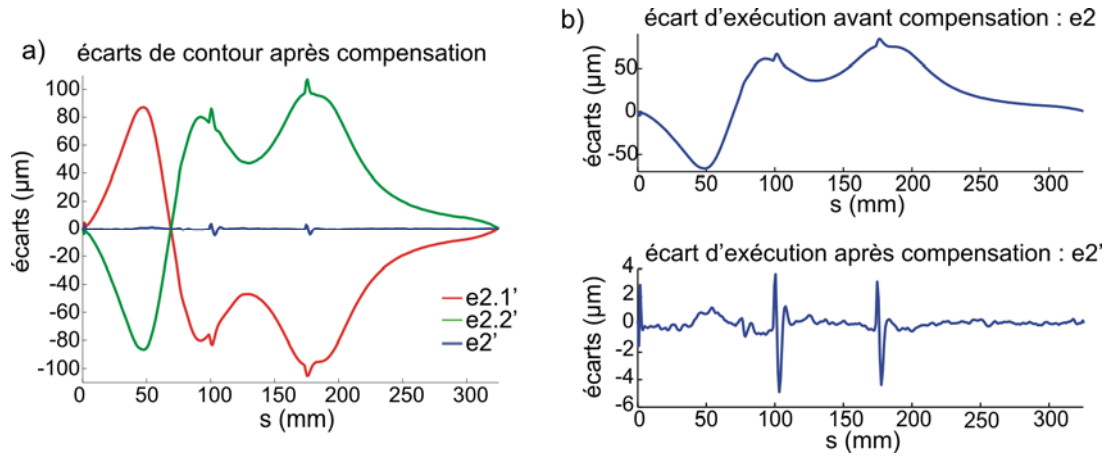 a)
écarts de contour après compensation
écarts (µm)
100
80
60
40
20
0
-20
-40
-60
-80
-100
0
50
100
150
200
250
300
s (mm)
e2.1'
e2.2'
e2'
b)
écart d'exécution avant compensation : e2
écarts (µm)
50
0
-50
0
50
100
150
200
250
300
s (mm)
écart d'exécution après compensation : e2'
écarts (µm)
4
2
0
-2
-4
-6
0
50
100
150
200
250
300
s (mm)